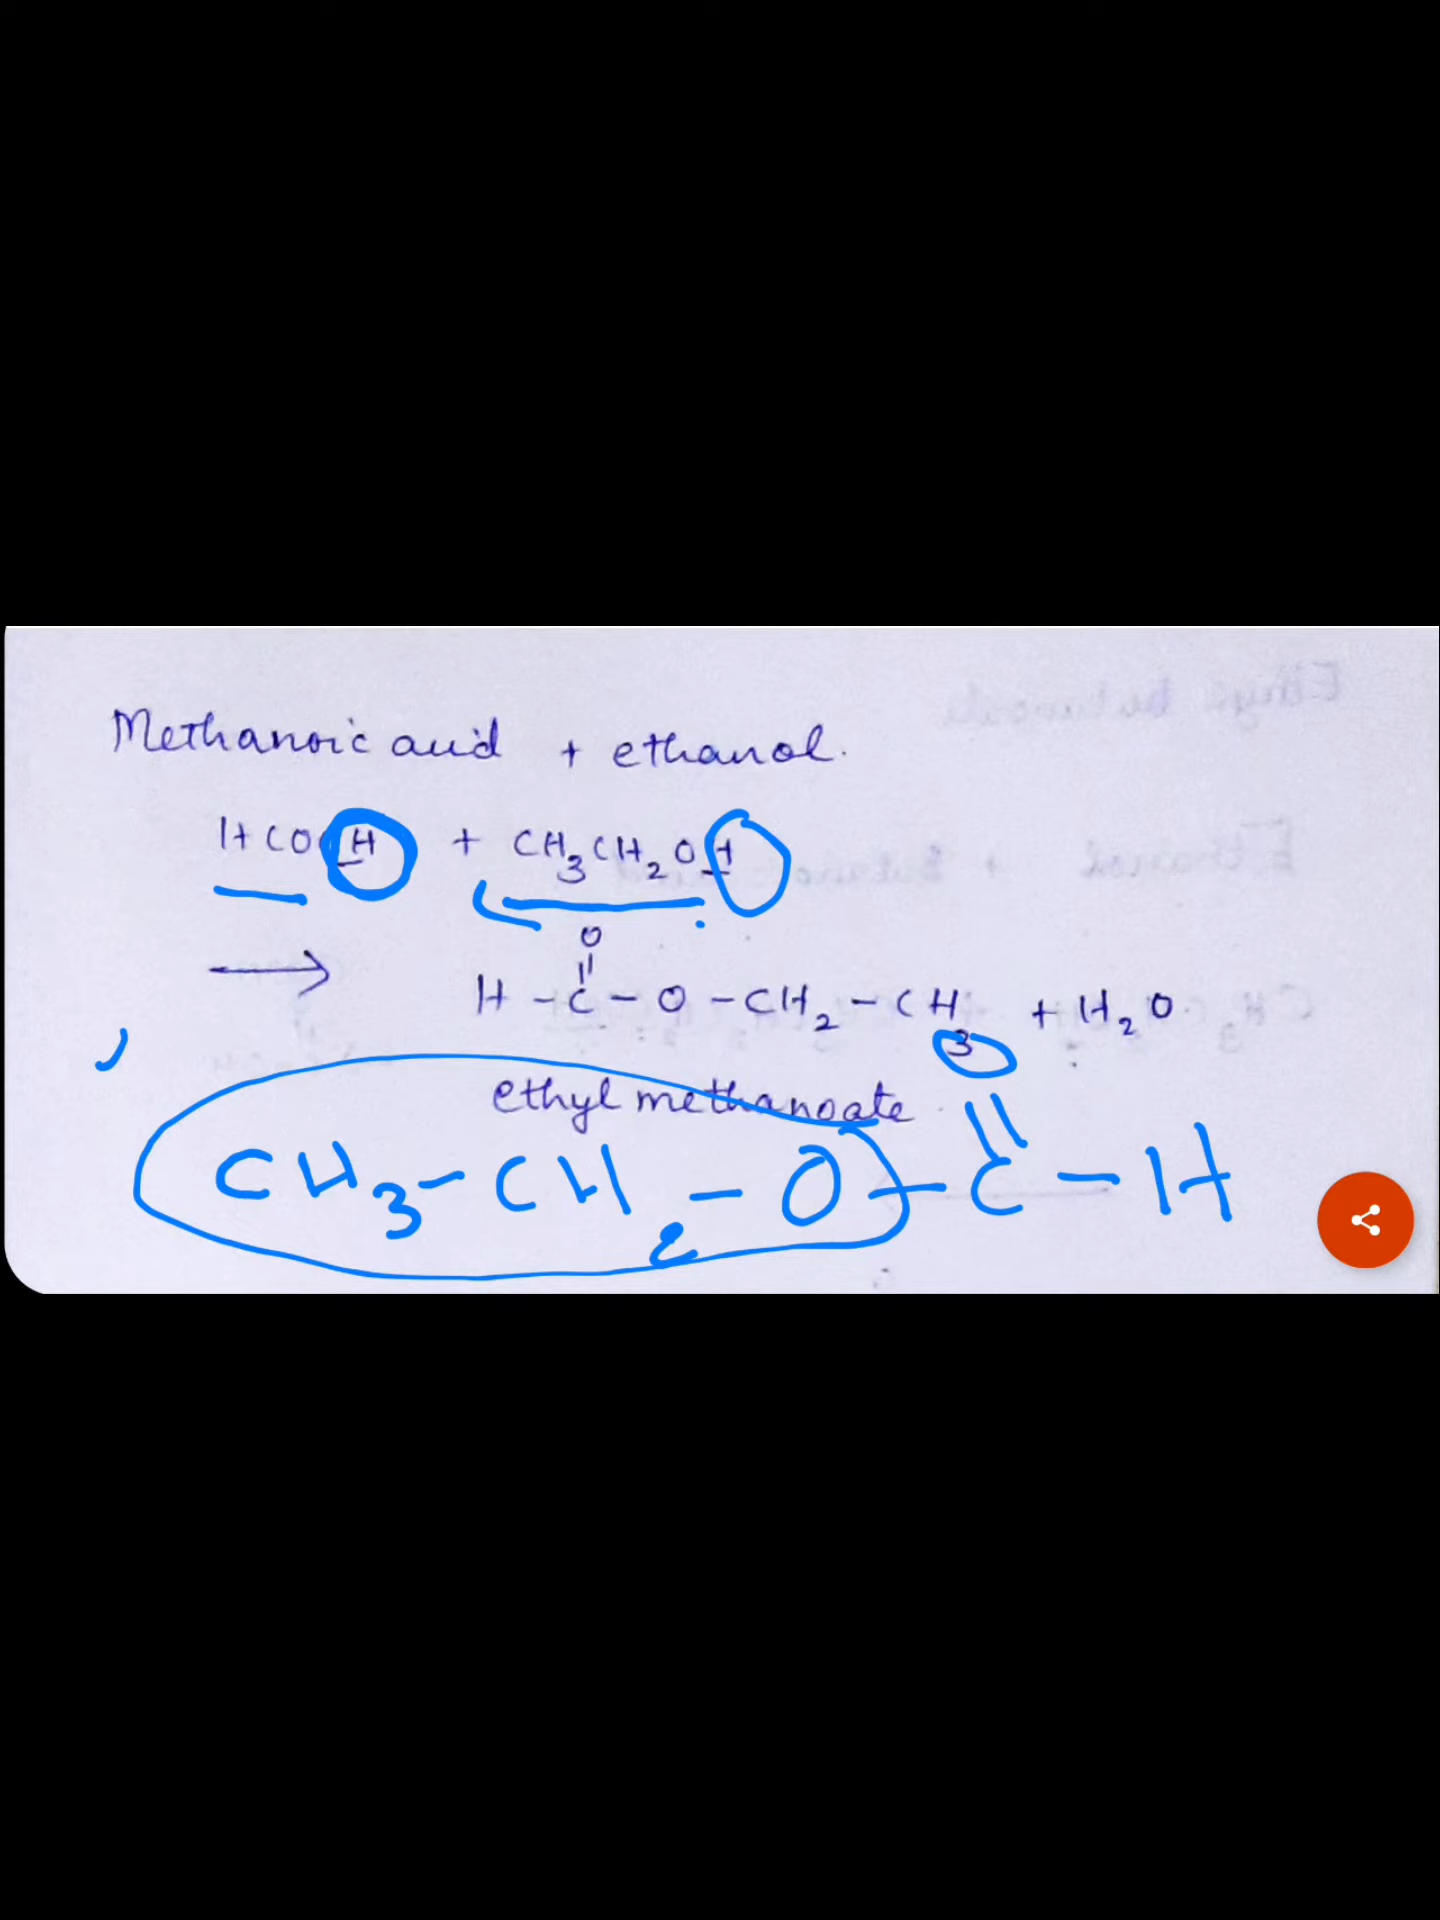 Methanoic acid + ethanol.
HCOOH + CH3CH2OH
O
||
→ H - C - O - CH2 - CH3 + H2O
ethyl methanoate
O
||
CH3 - CH2 - O - C - H